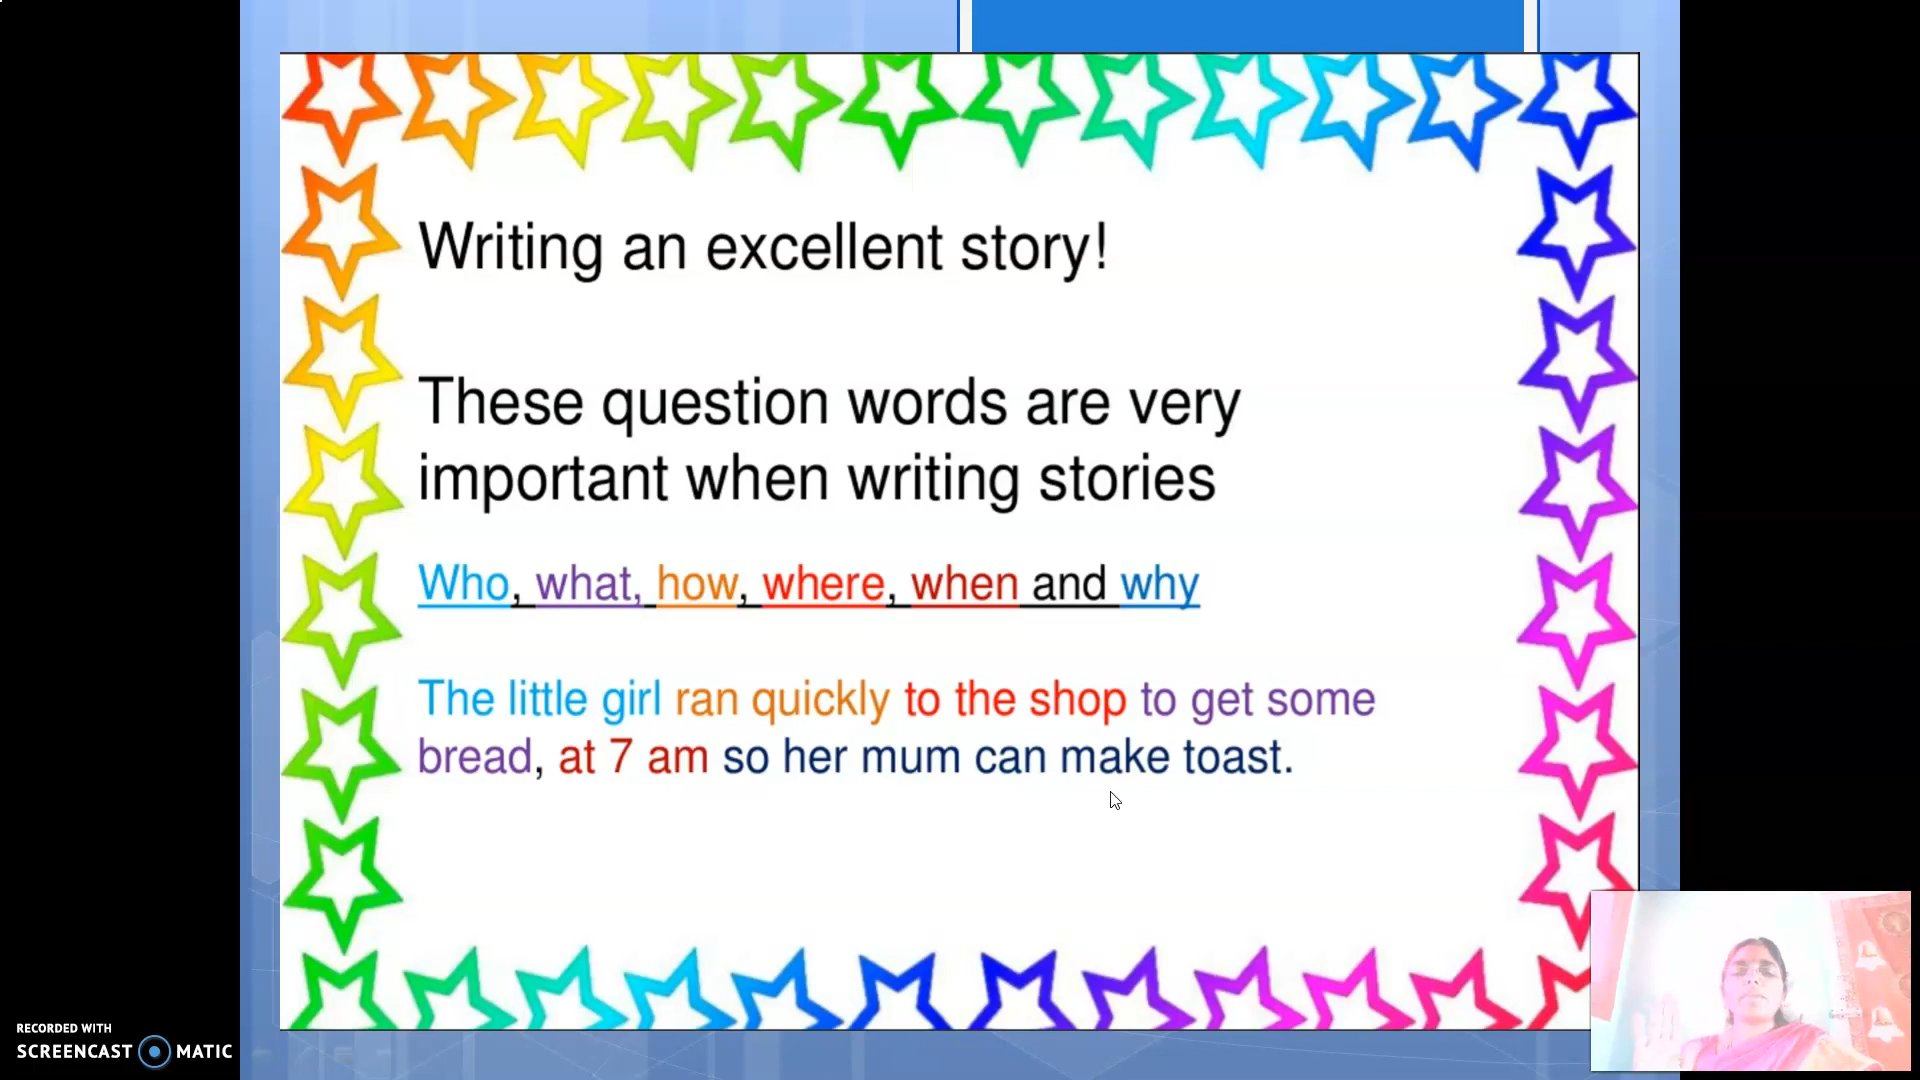 Writing an excellent story!
These question words are very
important when writing stories
Who, what, how, where, when and why
The little girl ran quickly to the shop to get some
bread, at 7 am so her mum can make toast.
RECORDED WITH
SCREENCAST MATIC